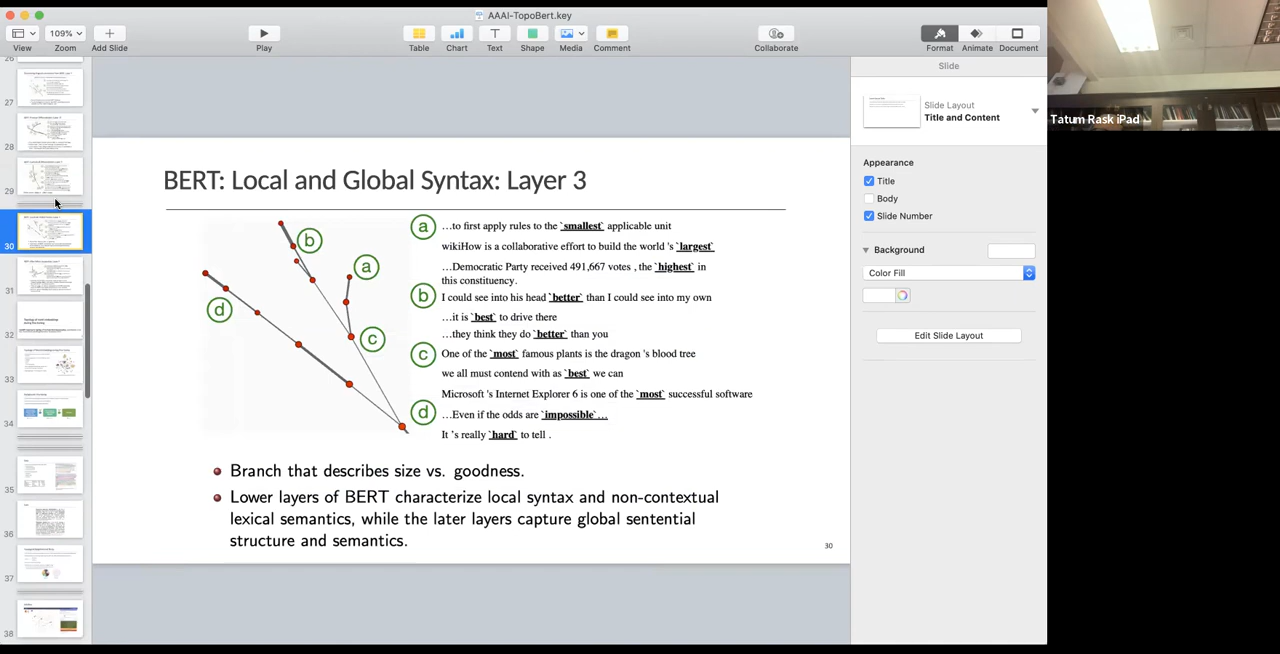 AAAI-TopoBert.key
109%
View
Zoom
Add Slide
Play
Table
Chart
Text
Shape
Media
Comment
Collaborate
Format
Animate
Document
Tatum Rask iPad
26
27
28
29
30
31
32
33
34
35
36
37
38
BERT: Local and Global Syntax: Layer 3
b
a
d
c
a
…to first apply rules to the `smallest` applicable unit
wikiHow is a collaborative effort to build the world 's `largest`
…Democratic Party received 491,667 votes , the `highest` in
this constituency.
b
I could see into his head `better` than I could see into my own
…it is `best` to drive there
…they think they do `better` than you
c
One of the `most` famous plants is the dragon 's blood tree
we all must contend with as `best` we can
Microsoft 's Internet Explorer 6 is one of the `most` successful software
d
…Even if the odds are `impossible`…
It 's really `hard` to tell .
Branch that describes size vs. goodness.
Lower layers of BERT characterize local syntax and non-contextual
lexical semantics, while the later layers capture global sentential
structure and semantics.
30
Slide
Slide Layout
Title and Content
Appearance
Title
Body
Slide Number
Background
Color Fill
Edit Slide Layout